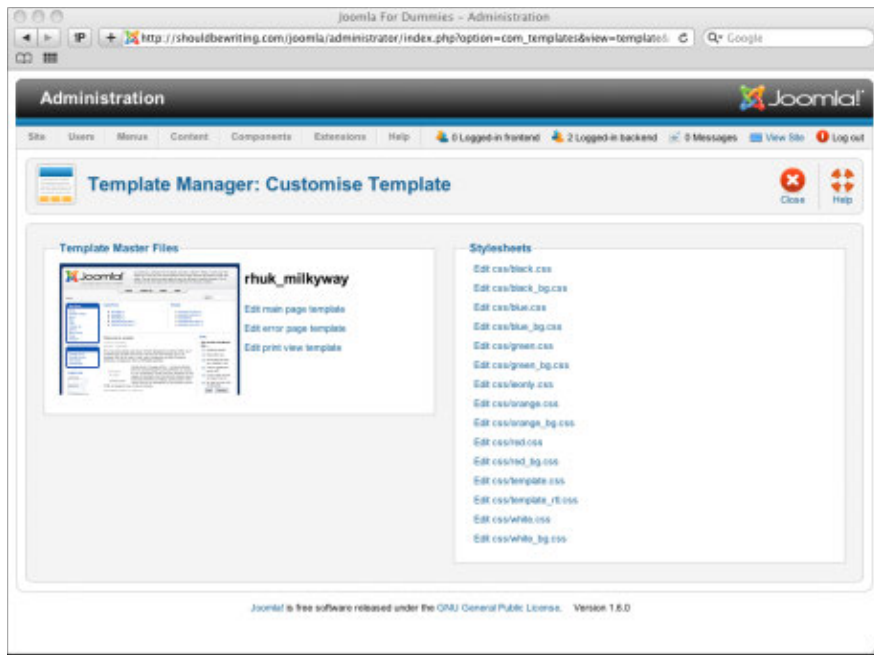 Joomla For Dummies - Administration
http://shouldbewriting.com/joomla/administrator/index.php?option=com_templates&view=template&
Google
Administration
Joomla!
Site Users Menus Content Components Extensions Help 0 Logged-in frontend 2 Logged-in backend 0 Messages View Site Log out
Template Manager: Customise Template
Close
Help
Template Master Files
Joomla!
rhuk_milkyway
Edit main page template
Edit error page template
Edit print view template
Stylesheets
Edit css/black.css
Edit css/black_bg.css
Edit css/blue.css
Edit css/blue_bg.css
Edit css/green.css
Edit css/green_bg.css
Edit css/ieonly.css
Edit css/orange.css
Edit css/orange_bg.css
Edit css/red.css
Edit css/red_bg.css
Edit css/template.css
Edit css/template_rtl.css
Edit css/white.css
Edit css/white_bg.css
Joomla! is free software released under the GNU General Public License. Version 1.6.0